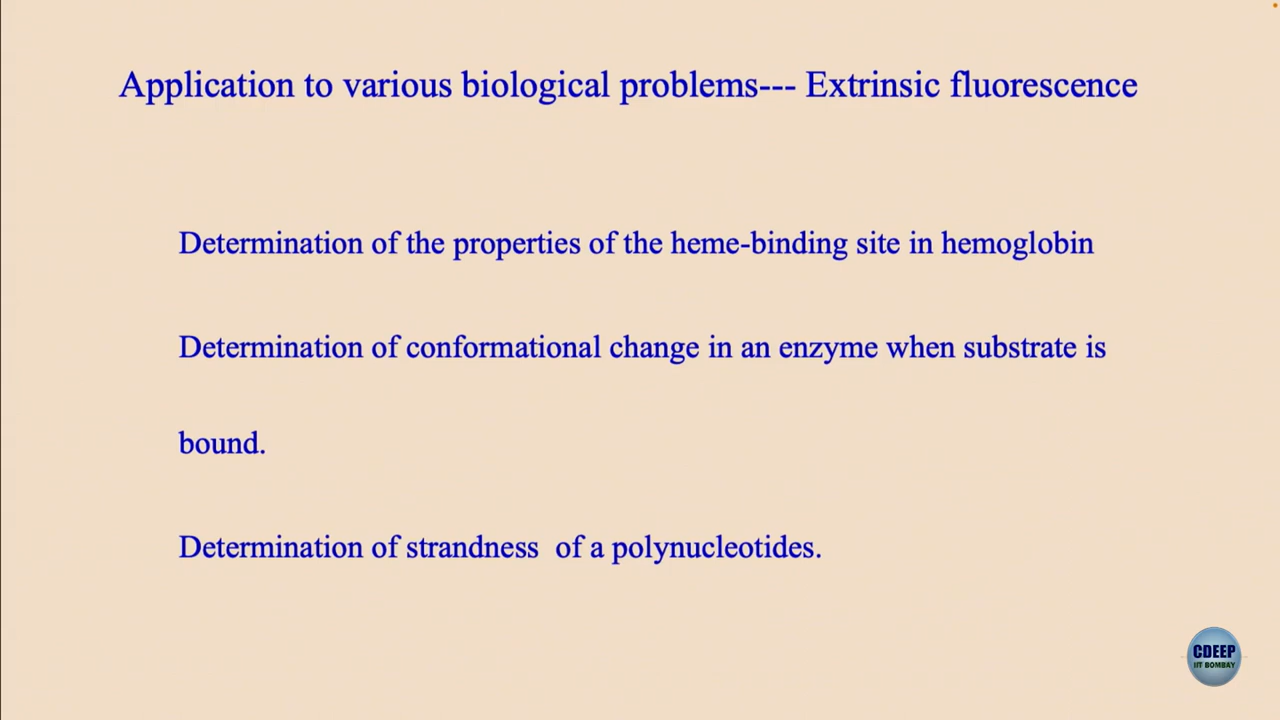 Application to various biological problems--- Extrinsic fluorescence
Determination of the properties of the heme-binding site in hemoglobin
Determination of conformational change in an enzyme when substrate is
bound.
Determination of strandness of a polynucleotides.
CDEEP
IIT BOMBAY